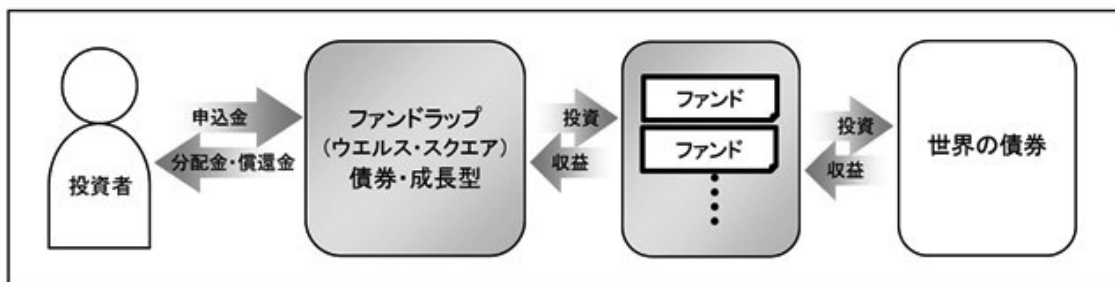 投資者
申込金
分配金・償還金
ファンドラップ
（ウエルス・スクエア）
債券・成長型
投資
収益
ファンド
ファンド
投資
収益
世界の債券